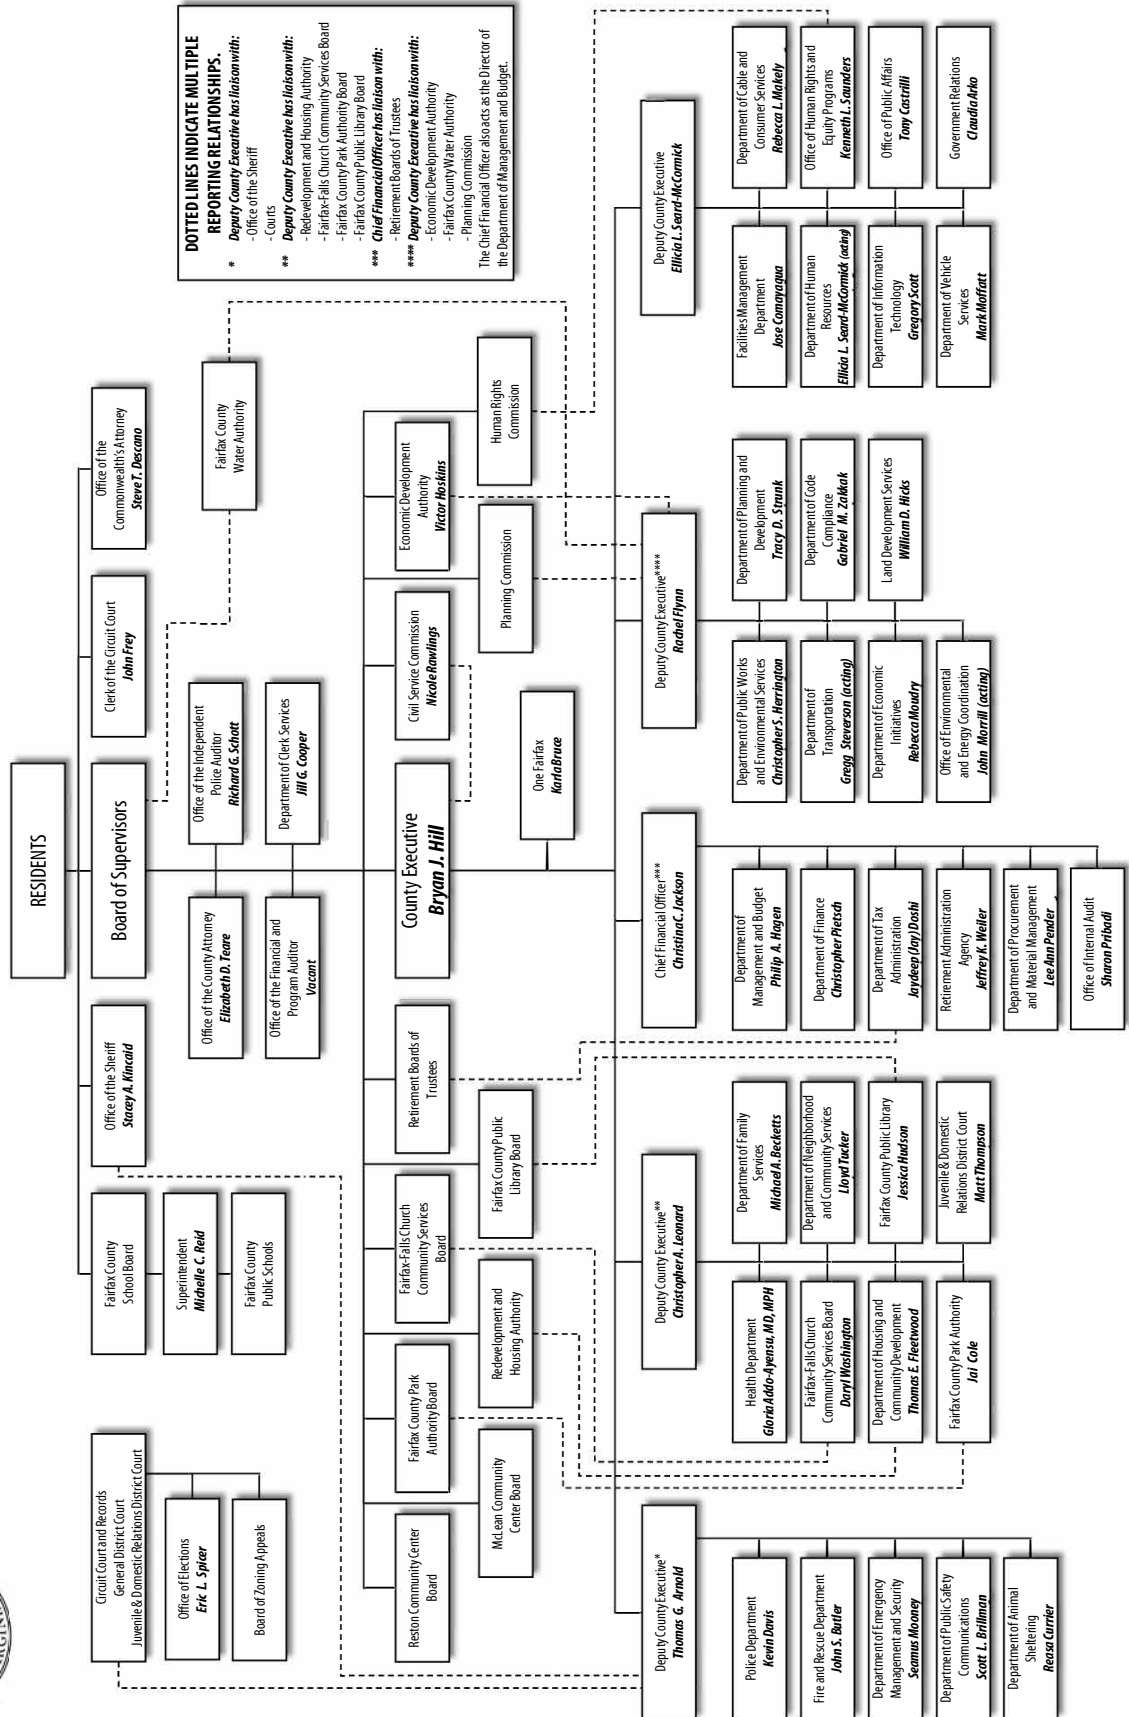 RESIDENTS
Circuit Court and Records
General District Court
Juvenile & Domestic Relations District Court
Office of Elections
Eric L. Spicer
Board of Zoning Appeals
Fairfax County
School Board
Superintendent
Michelle C. Reid
Fairfax County
Public Schools
Office of the Sheriff
Stacey A. Kincaid
Board of Supervisors
Clerk of the Circuit Court
John Frey
Office of the
Commonwealth's Attorney
Steve T. Descano
Office of the County Attorney
Elizabeth D. Teare
Office of the Independent
Police Auditor
Richard G. Schott
Office of the Financial and
Program Auditor
Vacant
Department of Clerk Services
Jill G. Cooper
Fairfax County
Water Authority
DOTTED LINES INDICATE MULTIPLE
REPORTING RELATIONSHIPS.
* Deputy County Executive has liaison with:
- Office of the Sheriff
- Courts
** Deputy County Executive has liaison with:
- Redevelopment and Housing Authority
- Fairfax-Falls Church Community Services Board
- Fairfax County Park Authority Board
- Fairfax County Public Library Board
*** Chief Financial Officer has liaison with:
- Retirement Boards of Trustees
**** Deputy County Executive has liaison with:
- Economic Development Authority
- Fairfax County Water Authority
- Planning Commission
The Chief Financial Officer also acts as the Director of
the Department of Management and Budget.
Reston Community Center
Board
McLean Community
Center Board
Fairfax County Park
Authority Board
Redevelopment and
Housing Authority
Fairfax-Falls Church
Community Services
Board
Fairfax County Public
Library Board
Retirement Boards of
Trustees
County Executive
Bryan J. Hill
Civil Service Commission
Nicole Rawlings
Planning Commission
Economic Development
Authority
Victor Hoskins
Human Rights
Commission
One Fairfax
Karla Bruce
Deputy County Executive*
Thomas G. Arnold
Police Department
Kevin Davis
Fire and Rescue Department
John S. Butler
Department of Emergency
Management and Security
Seamus Mooney
Department of Public Safety
Communications
Scott L. Brillman
Department of Animal
Sheltering
Reasa Currier
Deputy County Executive**
Christopher A. Leonard
Health Department
Gloria Addo-Ayensu, MD, MPH
Fairfax-Falls Church
Community Services Board
Daryl Washington
Department of Housing and
Community Development
Thomas E. Fleetwood
Fairfax County Park Authority
Jai Cole
Department of Family
Services
Michael A. Becketts
Department of Neighborhood
and Community Services
Lloyd Tucker
Fairfax County Public Library
Jessica Hudson
Juvenile & Domestic
Relations District Court
Matt Thompson
Chief Financial Officer***
Christina C. Jackson
Department of
Management and Budget
Philip A. Hagen
Department of Finance
Christopher Pietsch
Department of Tax
Administration
Jaydeep (Jay) Doshi
Retirement Administration
Agency
Jeffrey K. Weiler
Department of Procurement
and Material Management
Lee Ann Pender
Office of Internal Audit
Sharon Pribadi
Deputy County Executive****
Rachel Flynn
Department of Public Works
and Environmental Services
Christopher S. Herrington
Department of
Transportation
Gregg Steverson (acting)
Department of Economic
Initiatives
Rebecca Moudry
Office of Environmental
and Energy Coordination
John Morrill (acting)
Department of Planning and
Development
Tracy D. Strunk
Department of Code
Compliance
Gabriel M. Zakkak
Land Development Services
William D. Hicks
Deputy County Executive
Ellicia L. Seard-McCormick
Facilities Management
Department
Jose Comayagua
Department of Human
Resources
Ellicia L. Seard-McCormick (acting)
Department of Information
Technology
Gregory Scott
Department of Vehicle
Services
Mark Moffatt
Department of Cable and
Consumer Services
Rebecca L. Makely
Office of Human Rights and
Equity Programs
Kenneth L. Saunders
Office of Public Affairs
Tony Castrilli
Government Relations
Claudia Arko